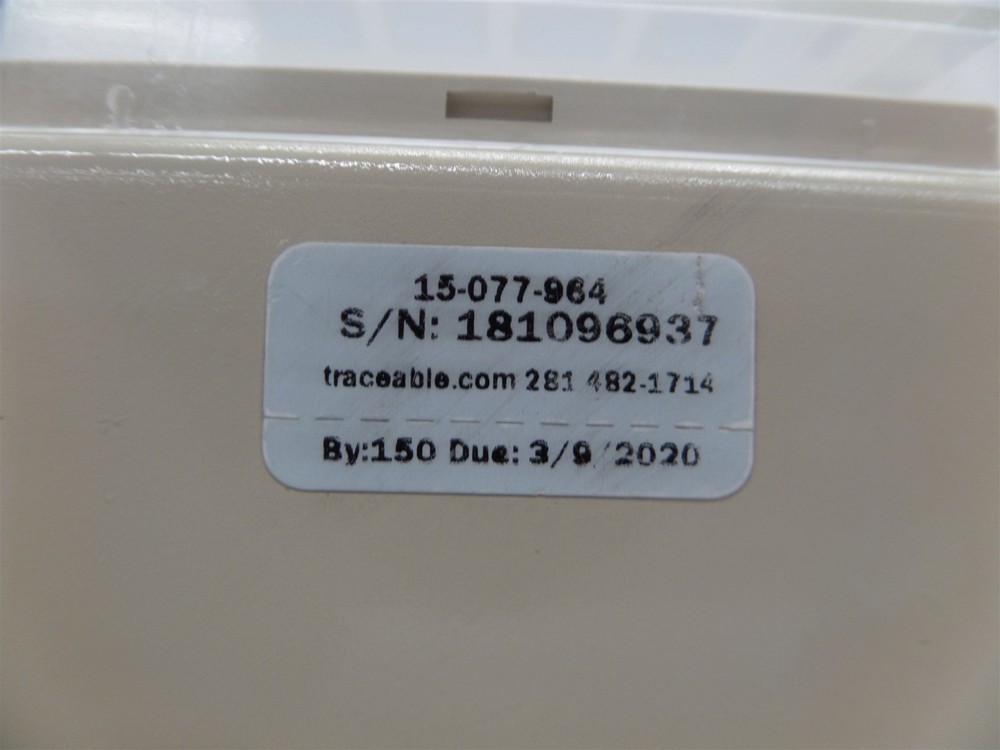 15-077-964
S/N: 181096937
traceable.com 281 482-1714
By:150 Due: 3/9/2020